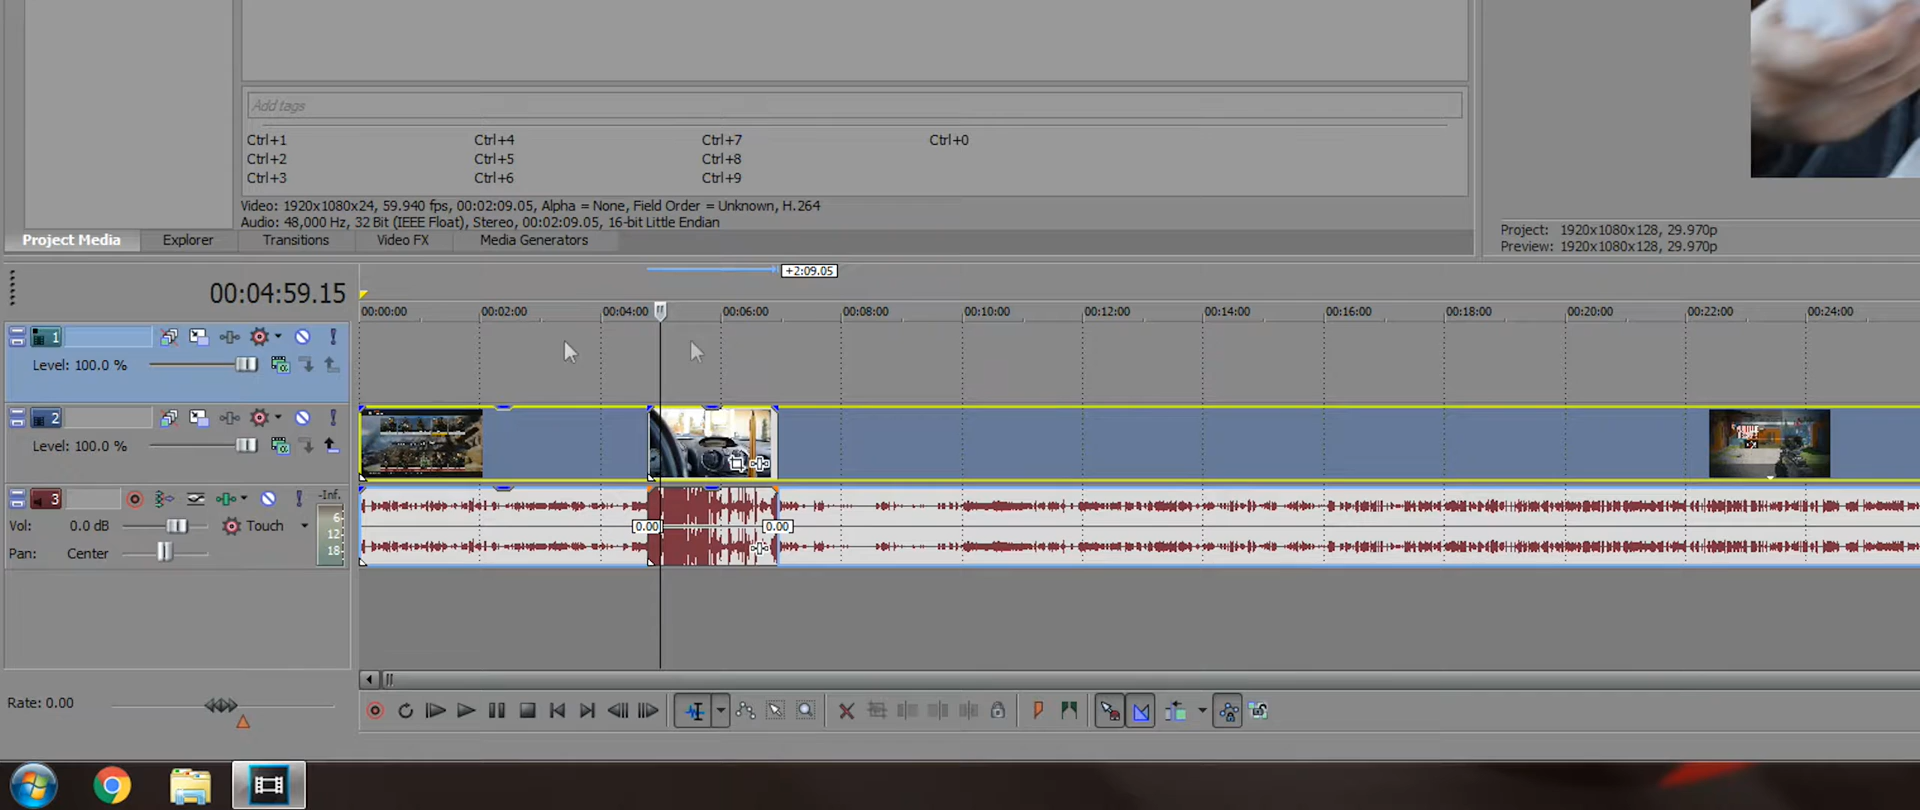 Add tags
Ctrl+1 Ctrl+4 Ctrl+7 Ctrl+0
Ctrl+2 Ctrl+5 Ctrl+8
Ctrl+3 Ctrl+6 Ctrl+9
Video: 1920x1080x24, 59.940 fps, 00:02:09.05, Alpha = None, Field Order = Unknown, H.264
Audio: 48,000 Hz, 32 Bit (IEEE Float), Stereo, 00:02:09.05, 16-bit Little Endian
Project: 1920x1080x128, 29.970p
Preview: 1920x1080x128, 29.970p
Project Media Explorer Transitions Video FX Media Generators
+2:09.05
00:04:59.15
00:00:00 00:02:00 00:04:00 00:06:00 00:08:00 00:10:00 00:12:00 00:14:00 00:16:00 00:18:00 00:20:00 00:22:00 00:24:00
1
Level: 100.0 %
2
Level: 100.0 %
3 -Inf.
6
Vol: 0.0 dB Touch 12
18
Pan: Center
0.00 0.00
Rate: 0.00